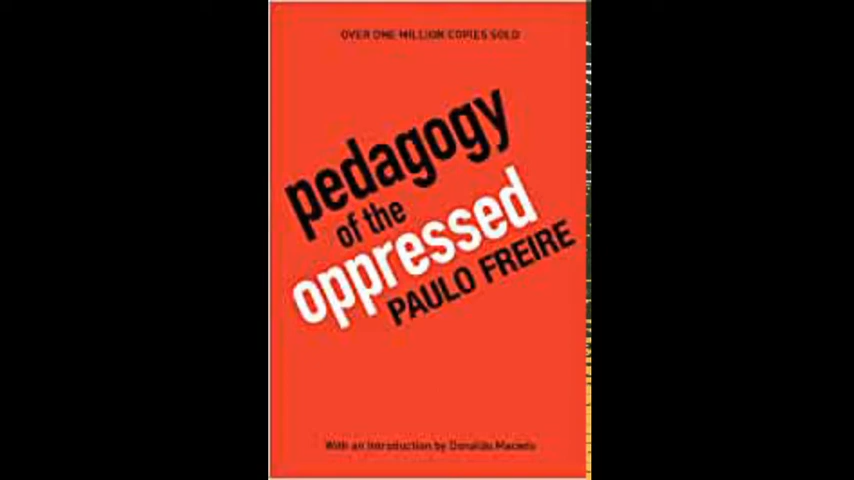 OVER ONE MILLION COPIES SOLD
pedagogy
of the
oppressed
PAULO FREIRE
With an Introduction by Donaldo Macedo